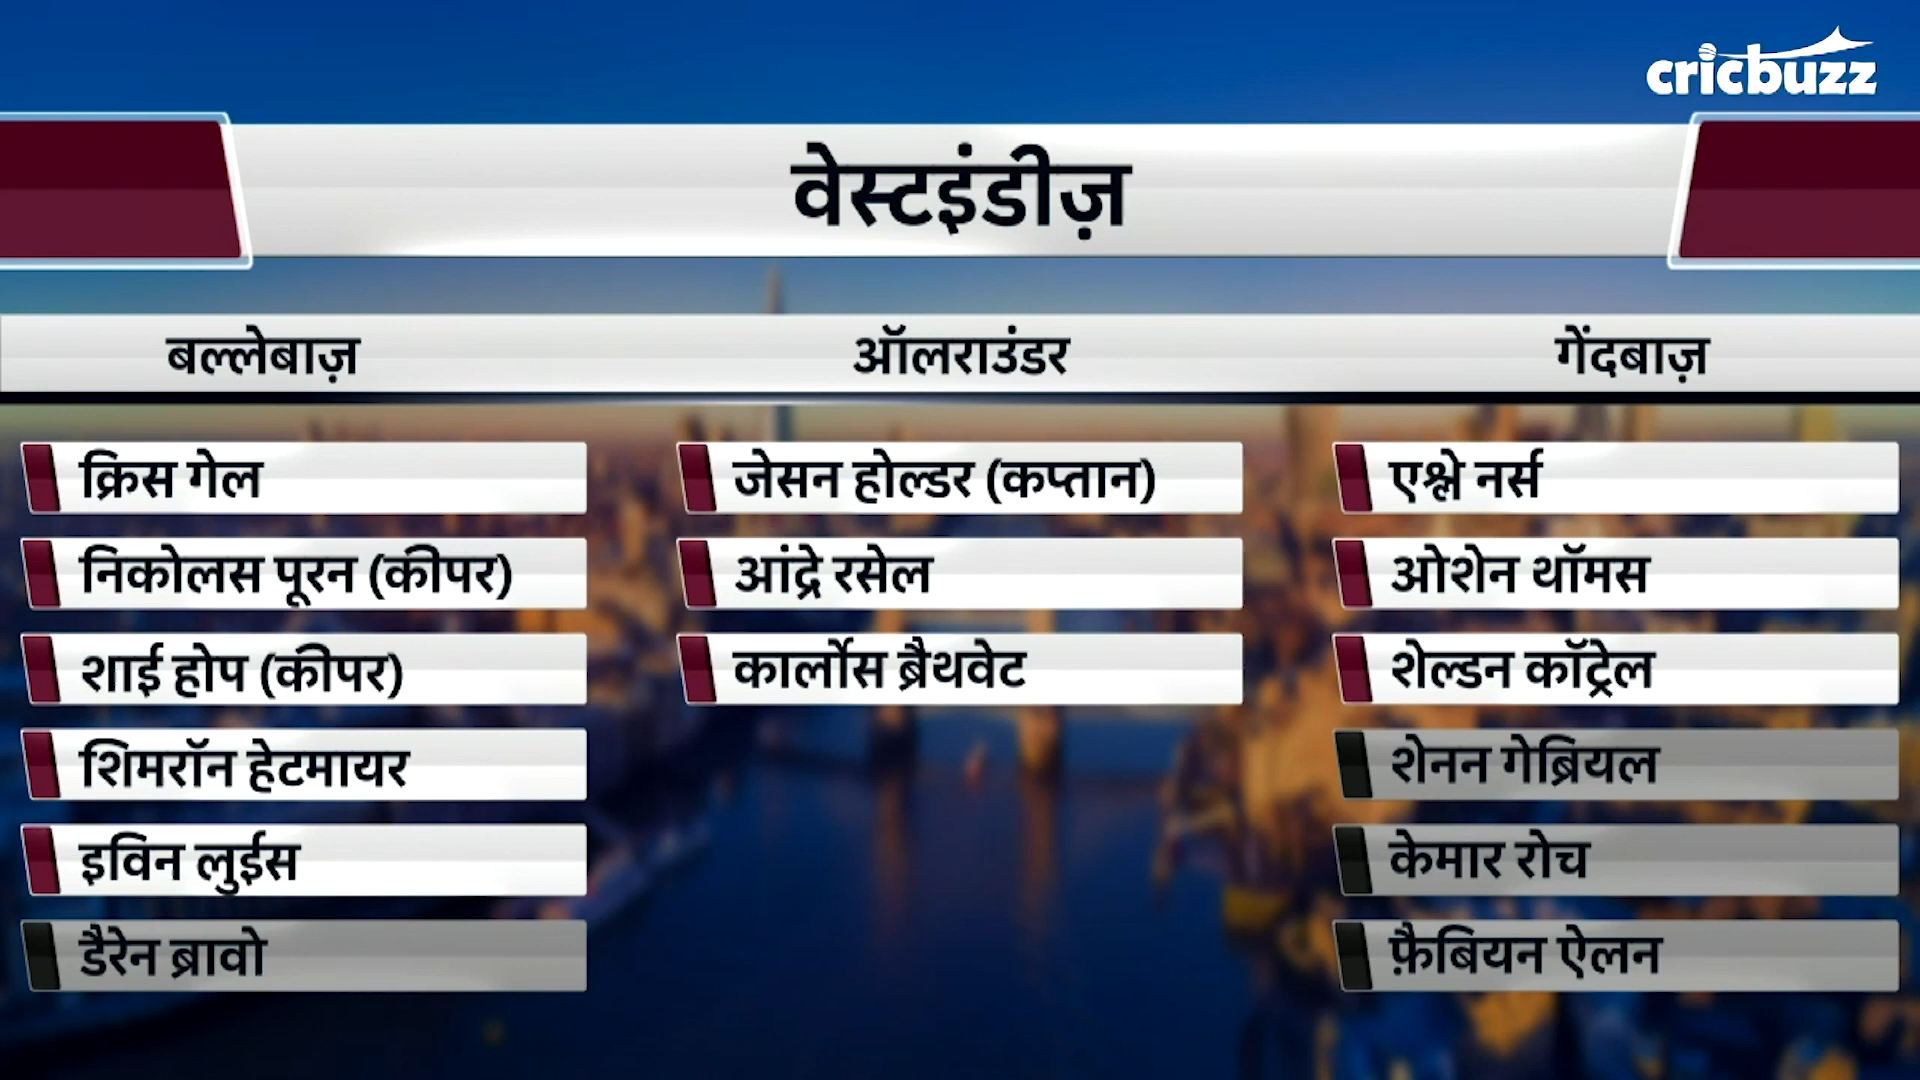 cricbuzz
वेस्टइंडीज़
बल्लेबाज़
क्रिस गेल
निकोलस पूरन (कीपर)
शाई होप (कीपर)
शिमरॉन हेटमायर
इविन लुईस
डैरेन ब्रावो
ऑलराउंडर
जेसन होल्डर (कप्तान)
आंद्रे रसेल
कार्लोस ब्रैथवेट
गेंदबाज़
एश्ले नर्स
ओशेन थॉमस
शेल्डन कॉट्रेल
शेनन गेब्रियल
केमार रोच
फ़ैबियन ऐलन